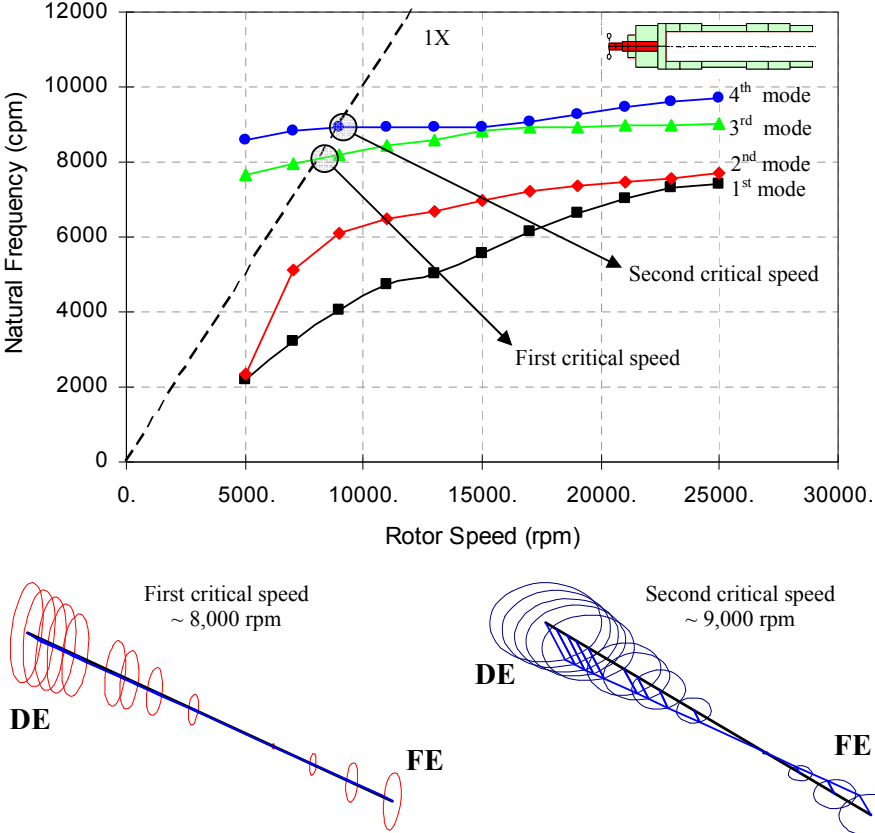 12000
10000
8000
6000
4000
2000
0
Natural Frequency (cpm)
1X
4th mode
3rd mode
2nd mode
1st mode
Second critical speed
First critical speed
0. 5000. 10000. 15000. 20000. 25000. 30000.
Rotor Speed (rpm)
First critical speed
~ 8,000 rpm
DE
FE
Second critical speed
~ 9,000 rpm
DE
FE